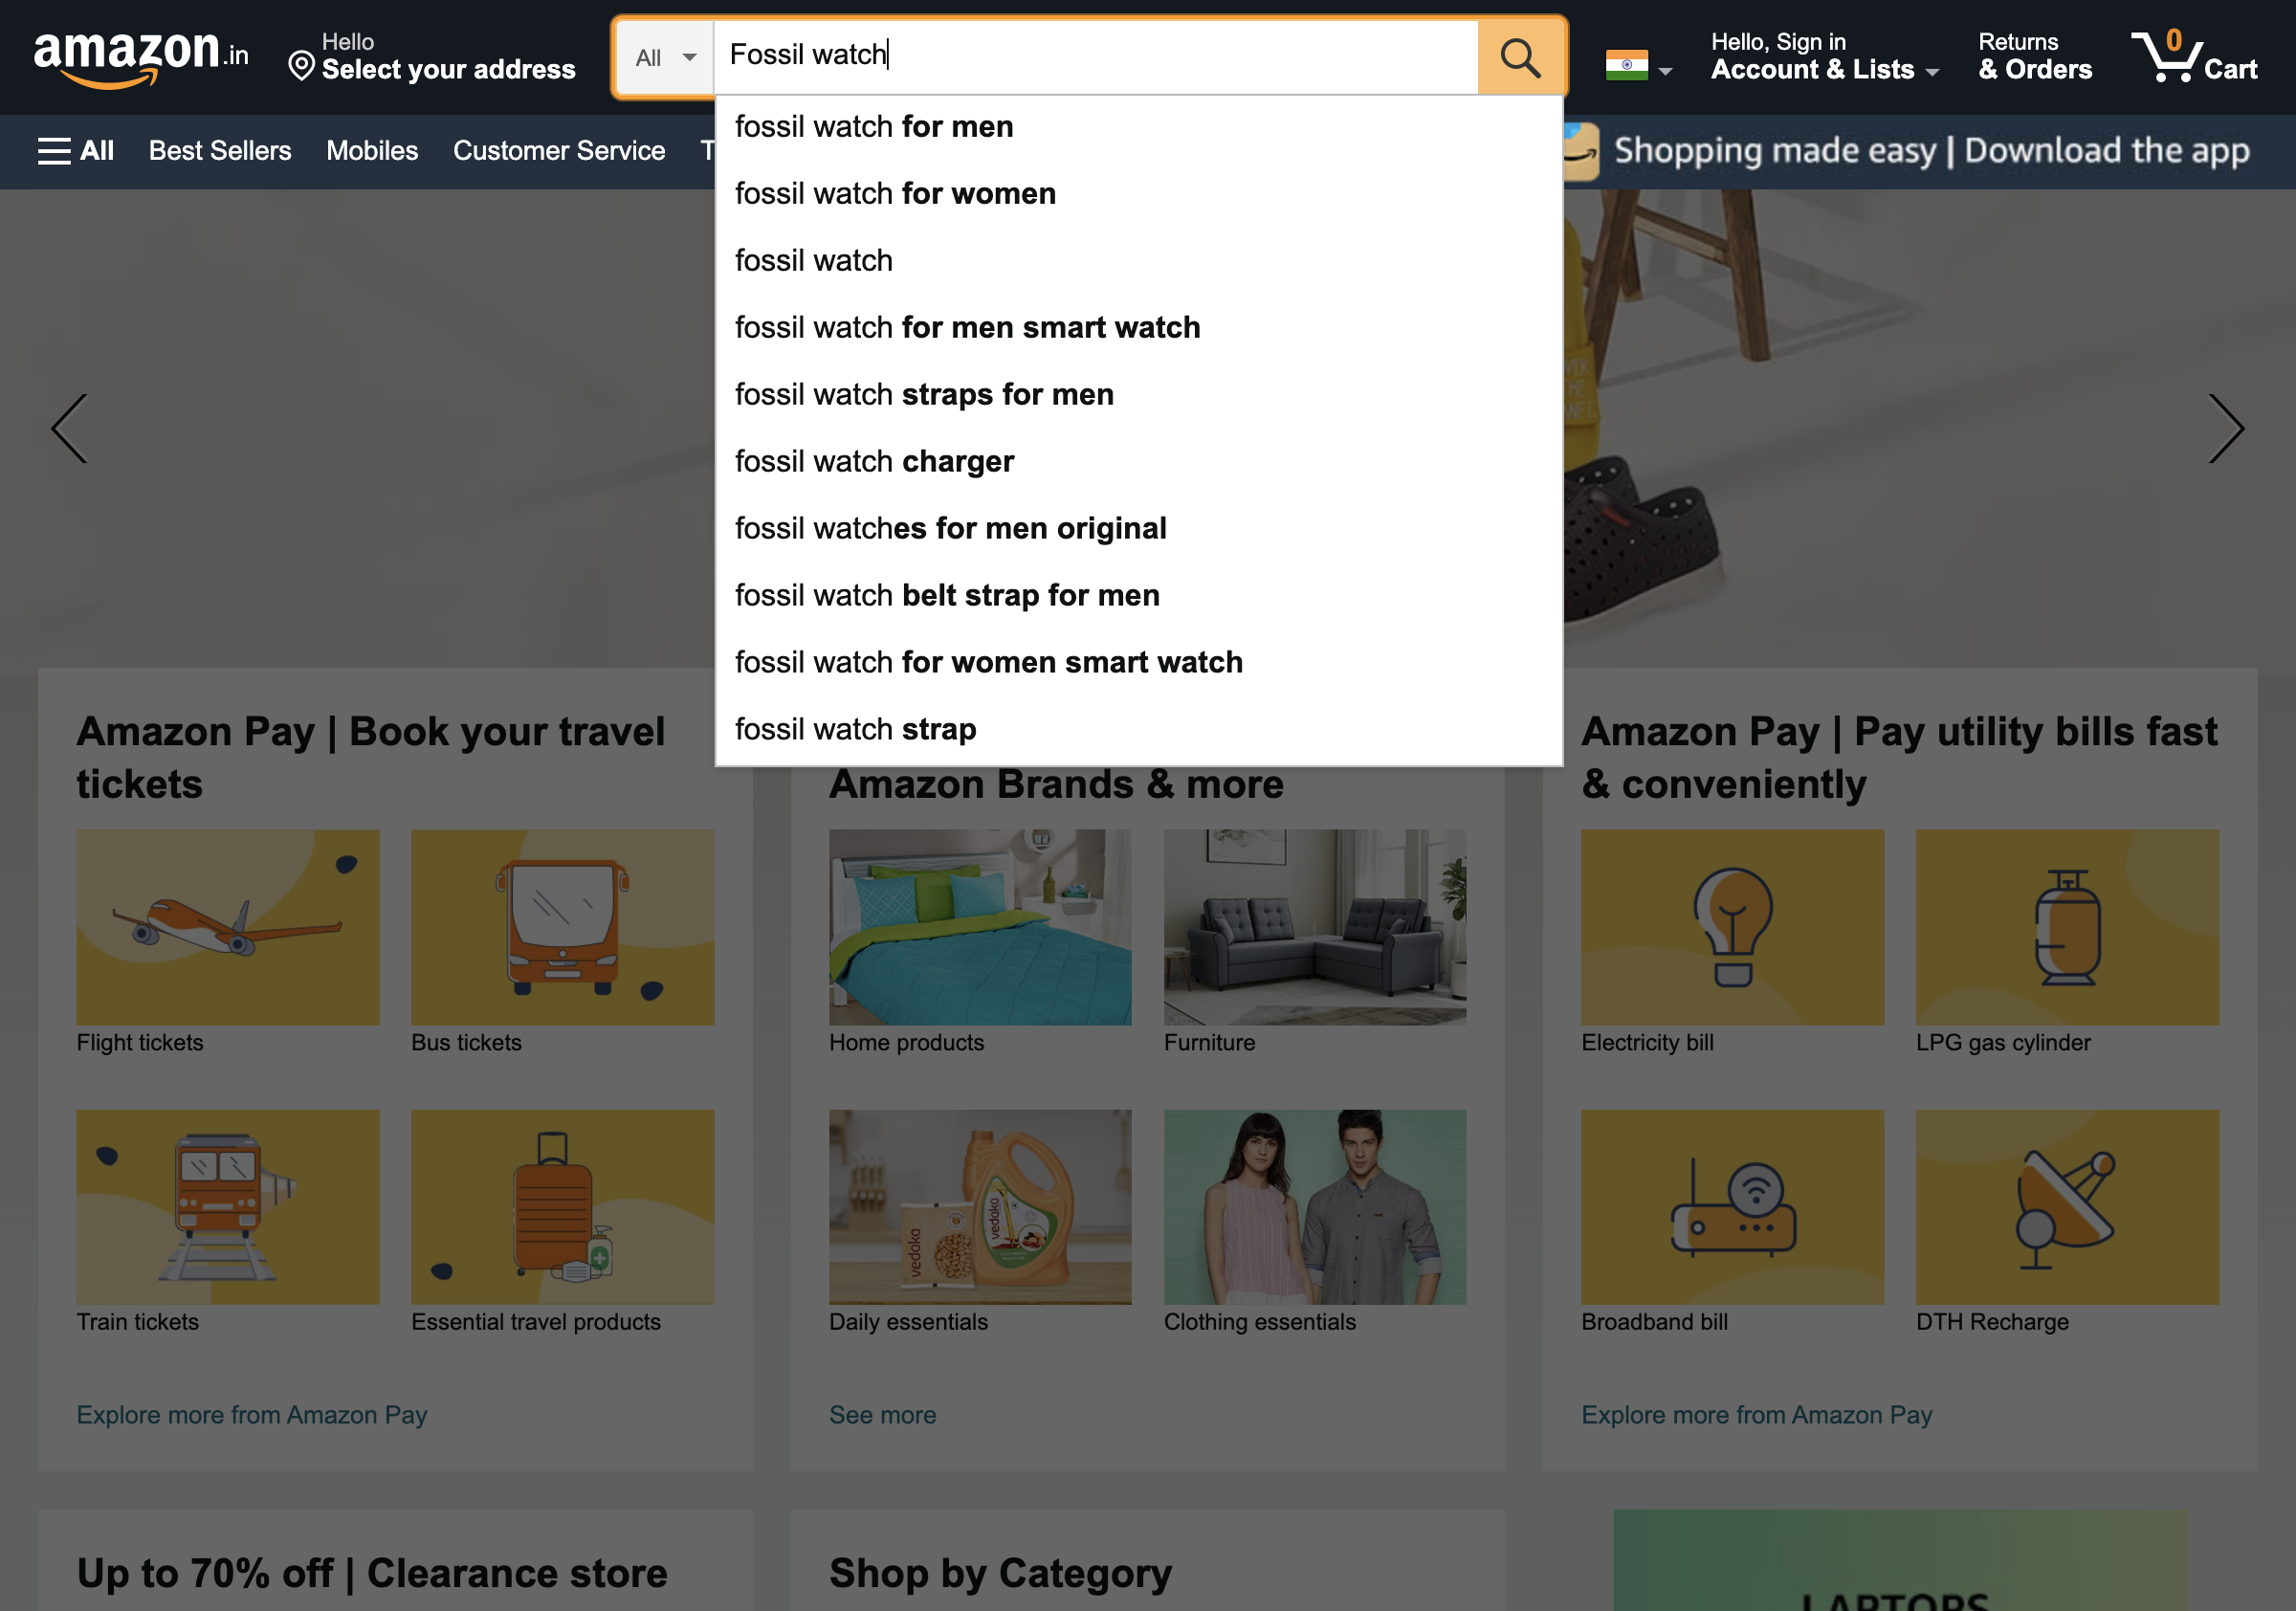 amazon.in
Hello
Select your address
All
Fossil watch
Hello, Sign in
Account & Lists
Returns
& Orders
0
Cart
All
Best Sellers
Mobiles
Customer Service
T
Shopping made easy | Download the app
fossil watch for men
fossil watch for women
fossil watch
fossil watch for men smart watch
fossil watch straps for men
fossil watch charger
fossil watches for men original
fossil watch belt strap for men
fossil watch for women smart watch
fossil watch strap
Amazon Pay | Book your travel
tickets
Flight tickets
Bus tickets
Train tickets
Essential travel products
Explore more from Amazon Pay
Amazon Brands & more
Home products
Furniture
vedaka
vedaka
Daily essentials
Clothing essentials
See more
Amazon Pay | Pay utility bills fast
& conveniently
Electricity bill
LPG gas cylinder
Broadband bill
DTH Recharge
Explore more from Amazon Pay
Up to 70% off | Clearance store
Shop by Category
LAPTOPS